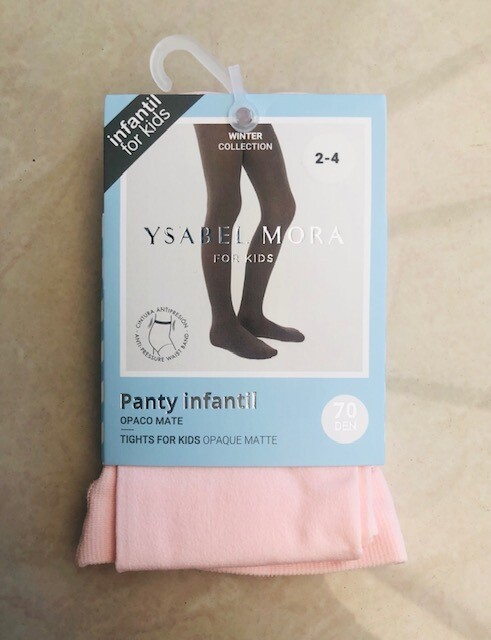 infantil
for kids
WINTER
COLLECTION
2-4
YSABEL MORA
FOR KIDS
CINTURA ANTIPRESIÓN
ANTI-PRESSURE WAIST BAND
Panty infantil
OPACO MATE
TIGHTS FOR KIDS OPAQUE MATTE
70
DEN